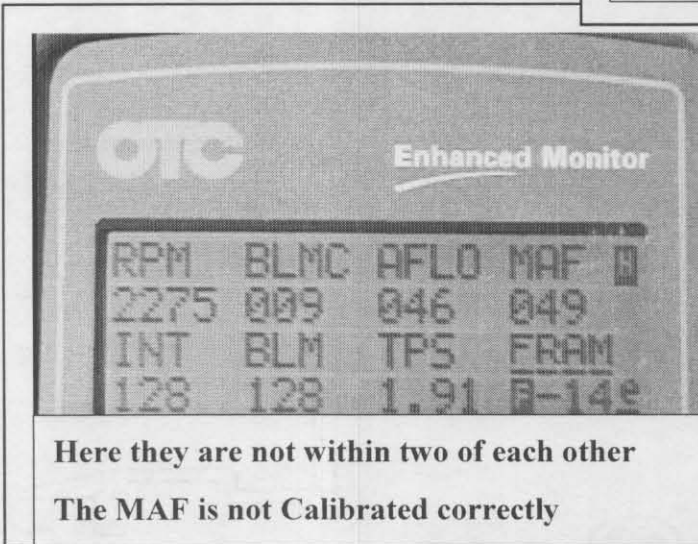 OTC
Enhanced Monitor
RPM BLMC AFLO MAF
2275 009 046 049
INT BLM TPS FRAM
128 128 1.91
Here they are not within two of each other
The MAF is not Calibrated correctly